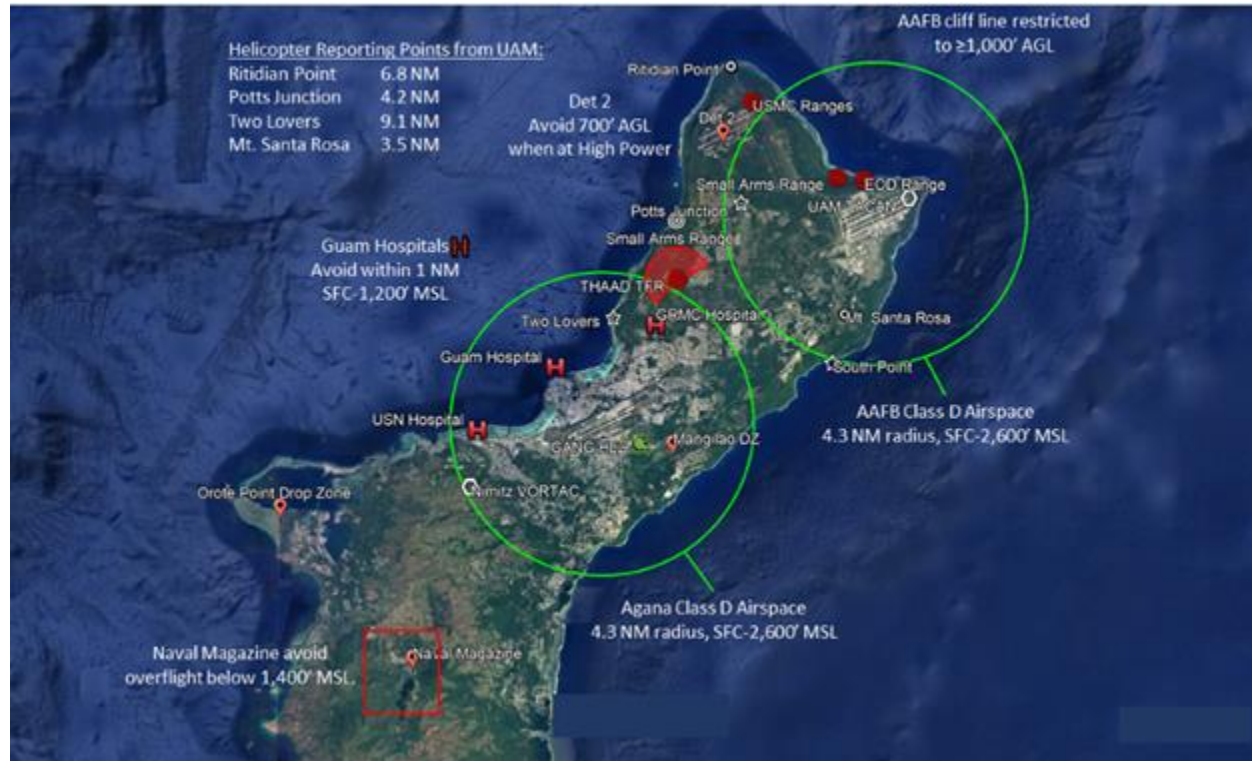 AAFB cliff line restricted
to ≥1,000’ AGL
Helicopter Reporting Points from UAM:
Ritidian Point 6.8 NM
Potts Junction 4.2 NM
Two Lovers 9.1 NM
Mt. Santa Rosa 3.5 NM
Ritidian Point
Det 2
Avoid 700’ AGL
when at High Power
USMC Ranges
Det 2
Small Arms Range
EOD Range
UAM TACAN
Potts Junction
Small Arms Ranges
Guam Hospitals H
Avoid within 1 NM
SFC-1,200’ MSL
THAAD TFR
Two Lovers
GRMC Hospital
Mt. Santa Rosa
Guam Hospital
South Point
AAFB Class D Airspace
4.3 NM radius, SFC-2,600’ MSL
USN Hospital
Mangilao DZ
Nimitz VORTAC
Orote Point Drop Zone
Agana Class D Airspace
4.3 NM radius, SFC-2,600’ MSL
Naval Magazine avoid
overflight below 1,400’ MSL.
Naval Magazine